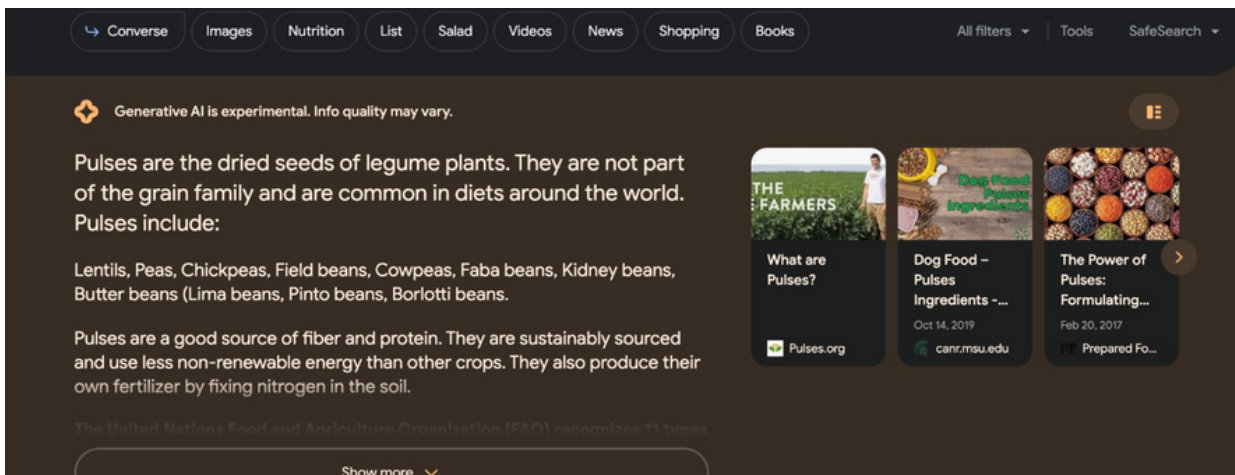 Converse Images Nutrition List Salad Videos News Shopping Books All filters Tools SafeSearch
Generative AI is experimental. Info quality may vary.
Pulses are the dried seeds of legume plants. They are not part
of the grain family and are common in diets around the world.
Pulses include:
Lentils, Peas, Chickpeas, Field beans, Cowpeas, Faba beans, Kidney beans,
Butter beans (Lima beans, Pinto beans, Borlotti beans.
Pulses are a good source of fiber and protein. They are sustainably sourced
and use less non-renewable energy than other crops. They also produce their
own fertilizer by fixing nitrogen in the soil.
The United Nations Food and Agriculture Organization (FAO) recognizes 11 types
Show more
THE
FARMERS
What are
Pulses?
Pulses.org
Dog Food
Pulses
Ingredients
Dog Food –
Pulses
Ingredients -...
Oct 14, 2019
canr.msu.edu
The Power of
Pulses:
Formulating...
Feb 20, 2017
PF Prepared Fo...